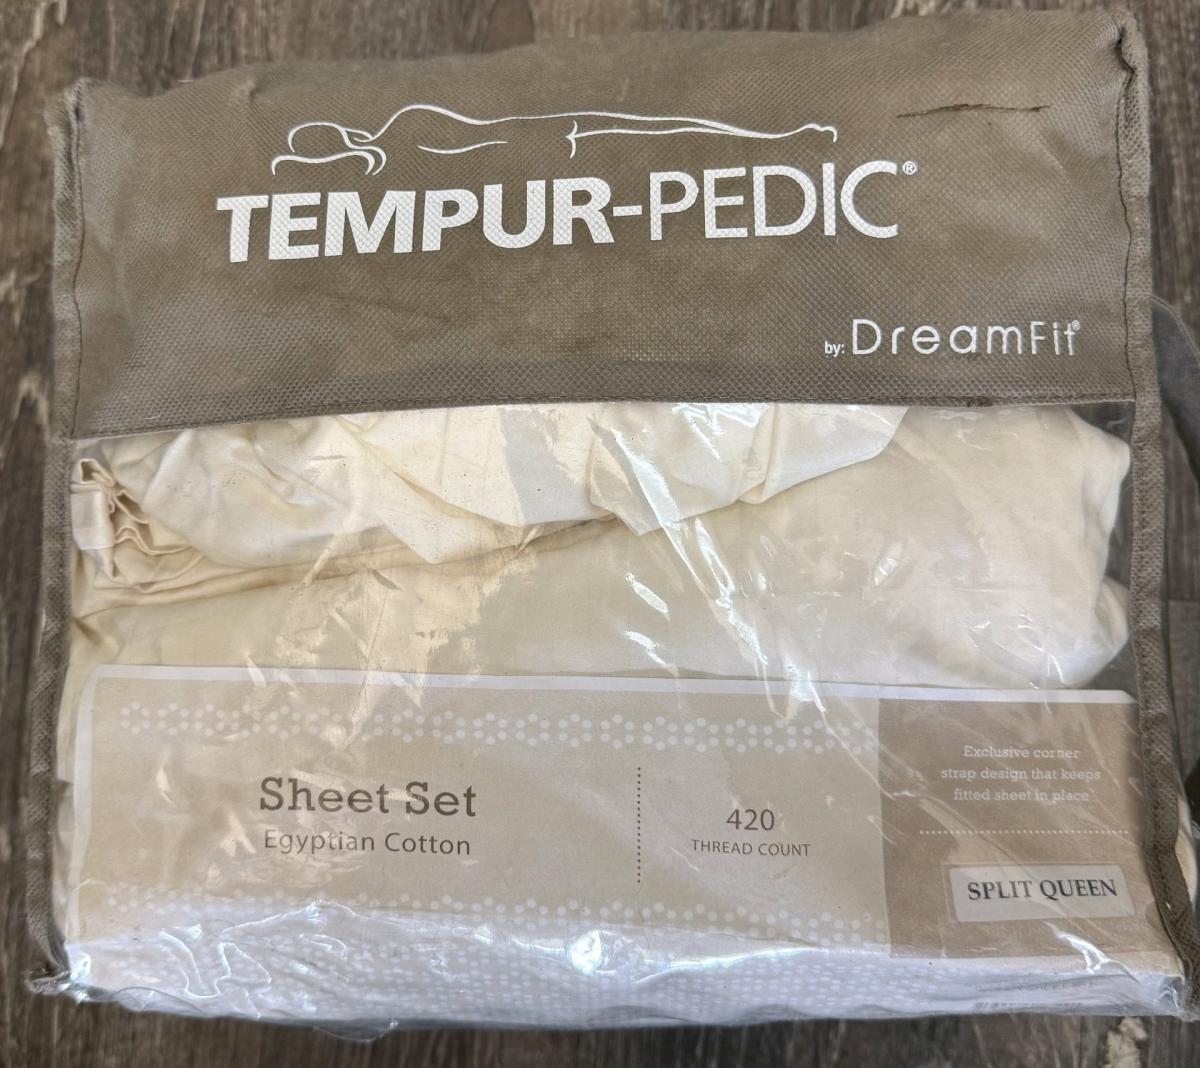 TEMPUR-PEDIC®
by: DreamFit®
Sheet Set
Egyptian Cotton
420
THREAD COUNT
Exclusive corner
strap design that keeps
fitted sheet in place
SPLIT QUEEN